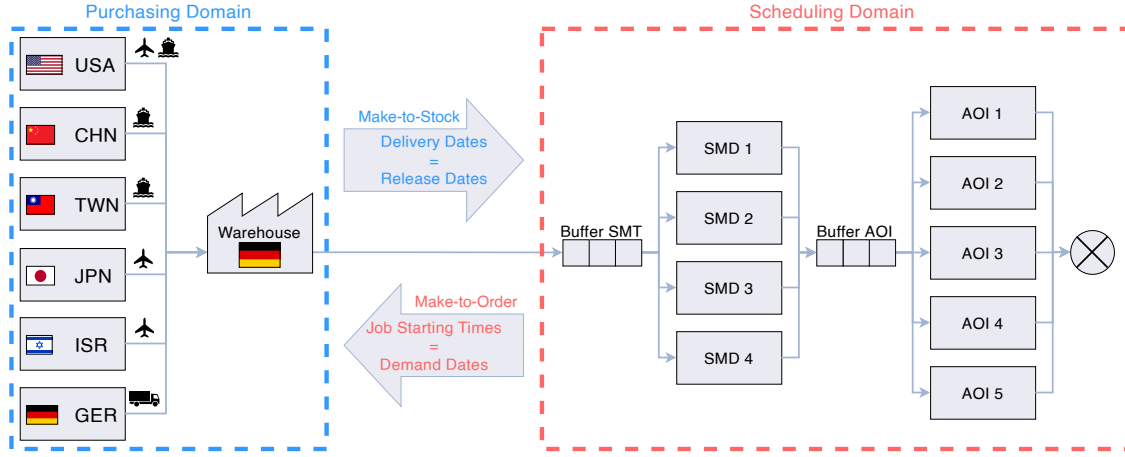 Purchasing Domain
Scheduling Domain
USA
CHN
TWN
JPN
ISR
GER
Warehouse
Make-to-Stock
Delivery Dates
=
Release Dates
Make-to-Order
Job Starting Times
=
Demand Dates
Buffer SMT
SMD 1
SMD 2
SMD 3
SMD 4
Buffer AOI
AOI 1
AOI 2
AOI 3
AOI 4
AOI 5